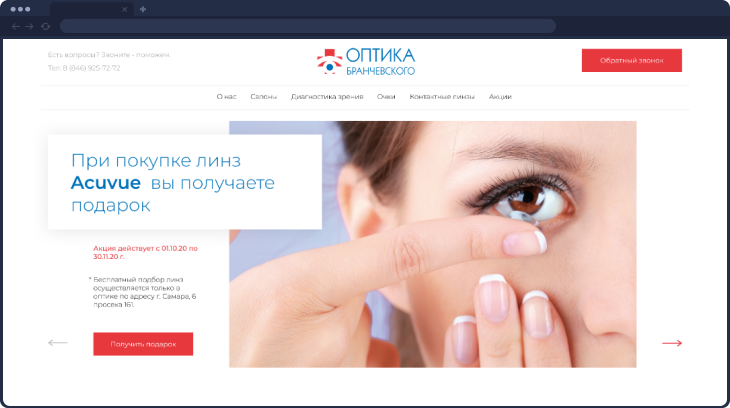 Есть вопросы? Звоните - поможем.
Тел. 8 (846) 925-72-72
ОПТИКА
БРАНЧЕВСКОГО
Обратный звонок
О нас Салоны Диагностика зрения Очки Контактные линзы Акции
При покупке линз
Acuvue вы получаете
подарок
Акция действует с 01.10.20 по
30.11.20 г.
* Бесплатный подбор линз
осуществляется только в
оптике по адресу г. Самара, 6
просека 161.
Получить подарок